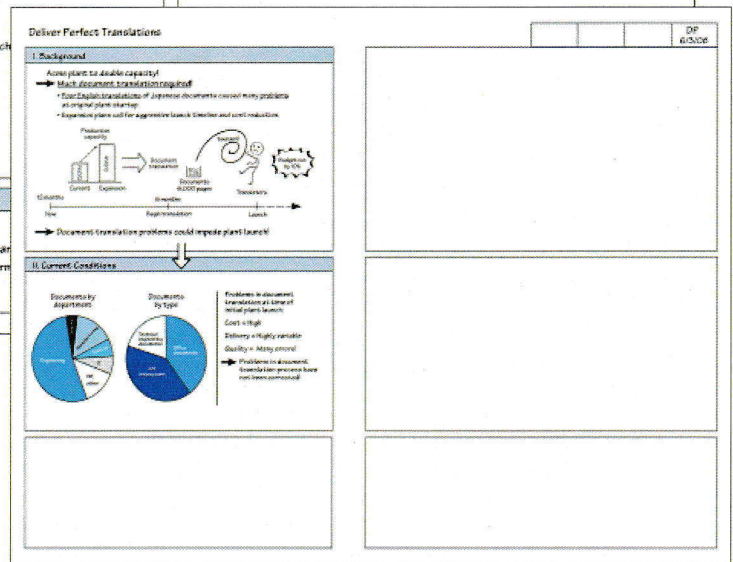 Deliver Perfect Translations
DP
6/3/08
I. Background
Acme plant to double capacity!
Much document translation required!
• Poor English translations of Japanese documents caused many problems
at original plant startup.
• Expansion plans call for aggressive launch timeline and cost reduction.
Production
capacity
Document
translation
Documents
Translators
Budget cut
by 10%
Current Expansion
Now
Begin translation
Launch
Document translation problems could impede plant launch!
II. Current Conditions
Documents by
department
Documents
by type
Engineering
HR
other
IT
Problems in document
translation at time of
initial plant launch:
Cost = High
Delivery = Highly variable
Quality = Many errors!
Problems in document
translation process have
not been corrected!